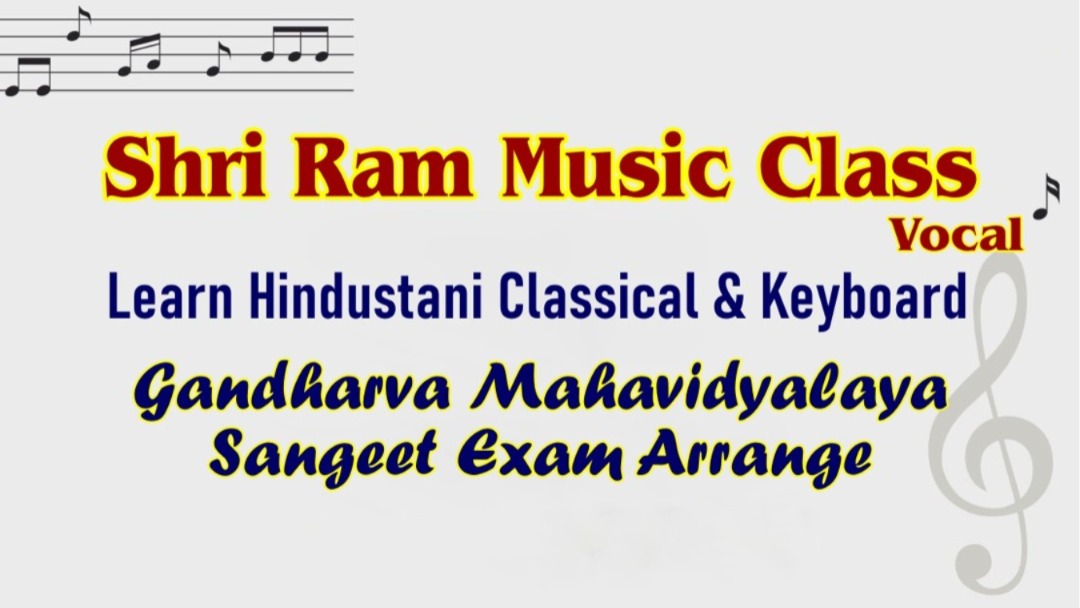 Shri Ram Music Class
Vocal
Learn Hindustani Classical & Keyboard
Gandharva Mahavidyalaya
Sangeet Exam Arrange